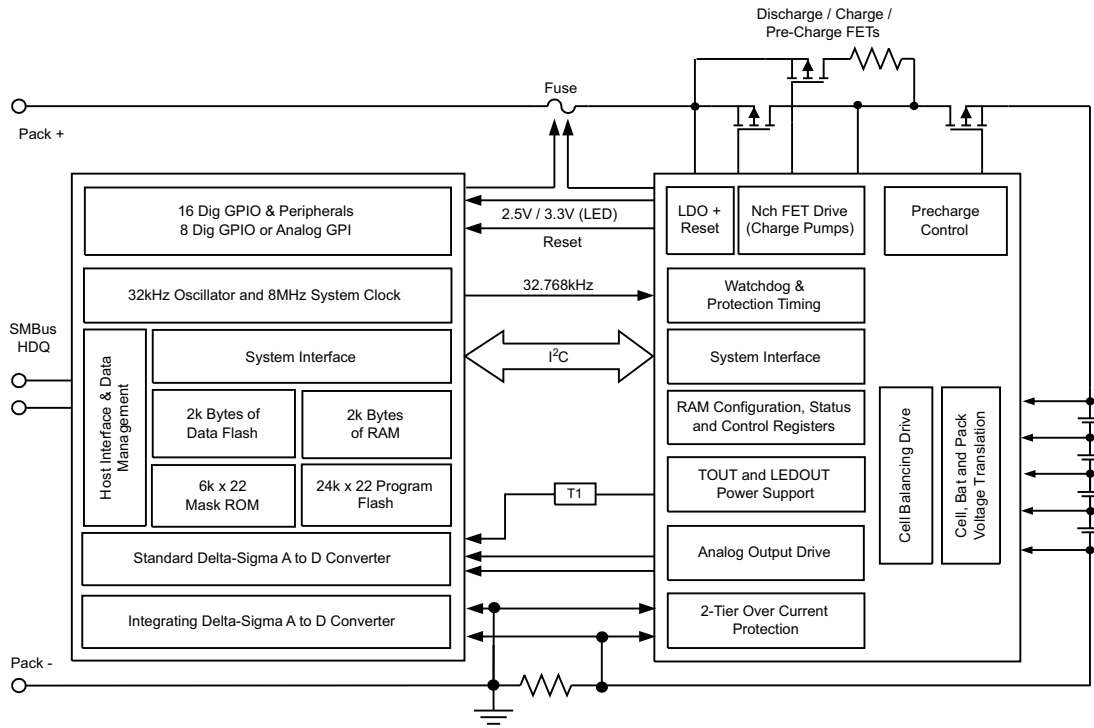 Discharge / Charge /
Pre-Charge FETs
Fuse
Pack +
16 Dig GPIO & Peripherals
8 Dig GPIO or Analog GPI
2.5V / 3.3V (LED)
Reset
LDO +
Reset
Nch FET Drive
(Charge Pumps)
Precharge
Control
32kHz Oscillator and 8MHz System Clock
32.768kHz
Watchdog &
Protection Timing
SMBus
HDQ
Host Interface & Data
Management
System Interface
I²C
System Interface
2k Bytes of
Data Flash
2k Bytes
of RAM
RAM Configuration, Status
and Control Registers
6k x 22
Mask ROM
24k x 22 Program
Flash
T1
TOUT and LEDOUT
Power Support
Cell Balancing Drive
Cell, Bat and Pack
Voltage Translation
Standard Delta-Sigma A to D Converter
Analog Output Drive
Integrating Delta-Sigma A to D Converter
2-Tier Over Current
Protection
Pack -